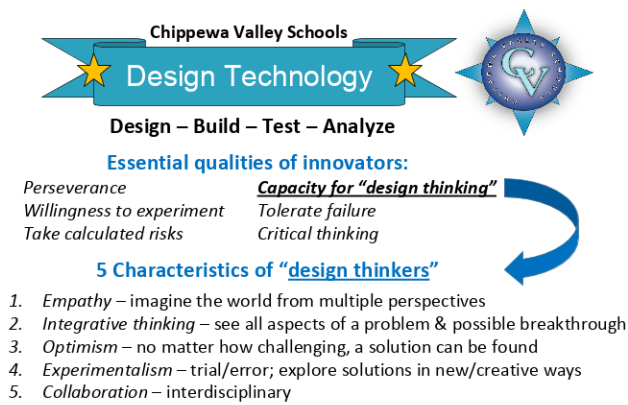 Chippewa Valley Schools
Design Technology
CV
Design – Build – Test – Analyze
Essential qualities of innovators:
Perseverance Capacity for “design thinking”
Willingness to experiment Tolerate failure
Take calculated risks Critical thinking
5 Characteristics of “design thinkers”
1. Empathy – imagine the world from multiple perspectives
2. Integrative thinking – see all aspects of a problem & possible breakthrough
3. Optimism – no matter how challenging, a solution can be found
4. Experimentalism – trial/error; explore solutions in new/creative ways
5. Collaboration – interdisciplinary